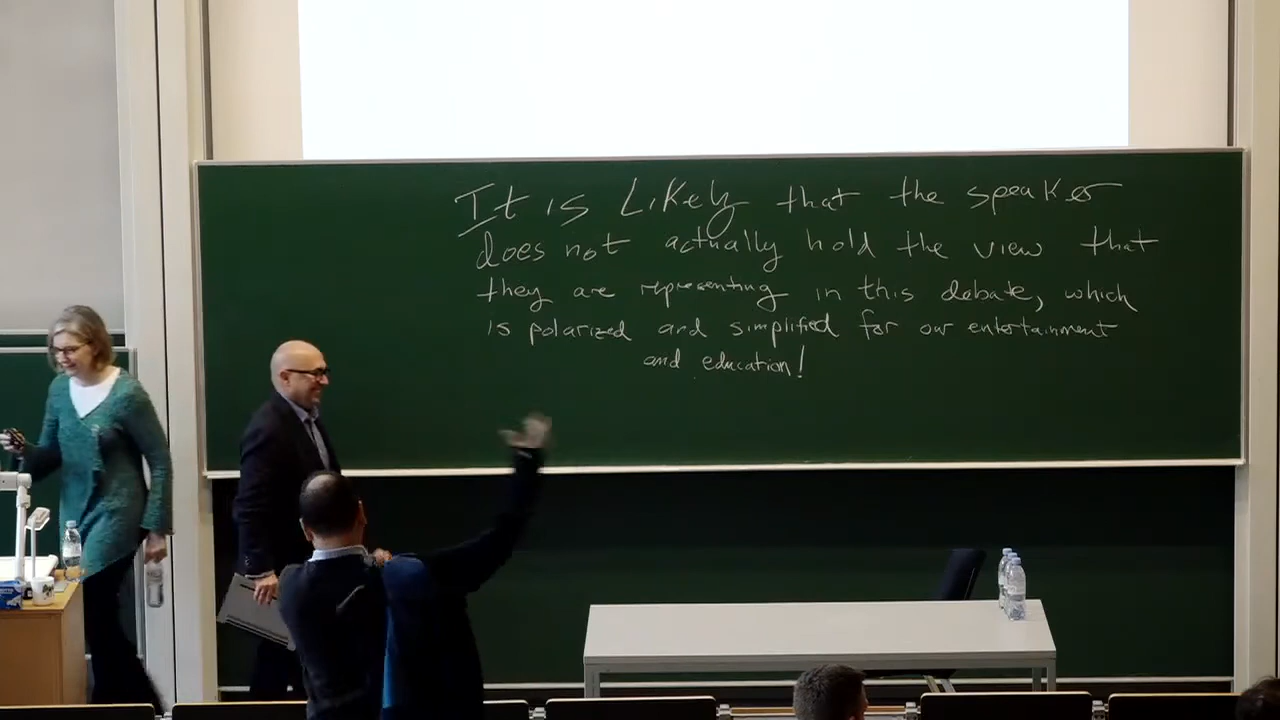 It is Likely that the speaker
does not actually hold the view that
they are representing in this debate, which
is polarized and simplified for our entertainment
and education!